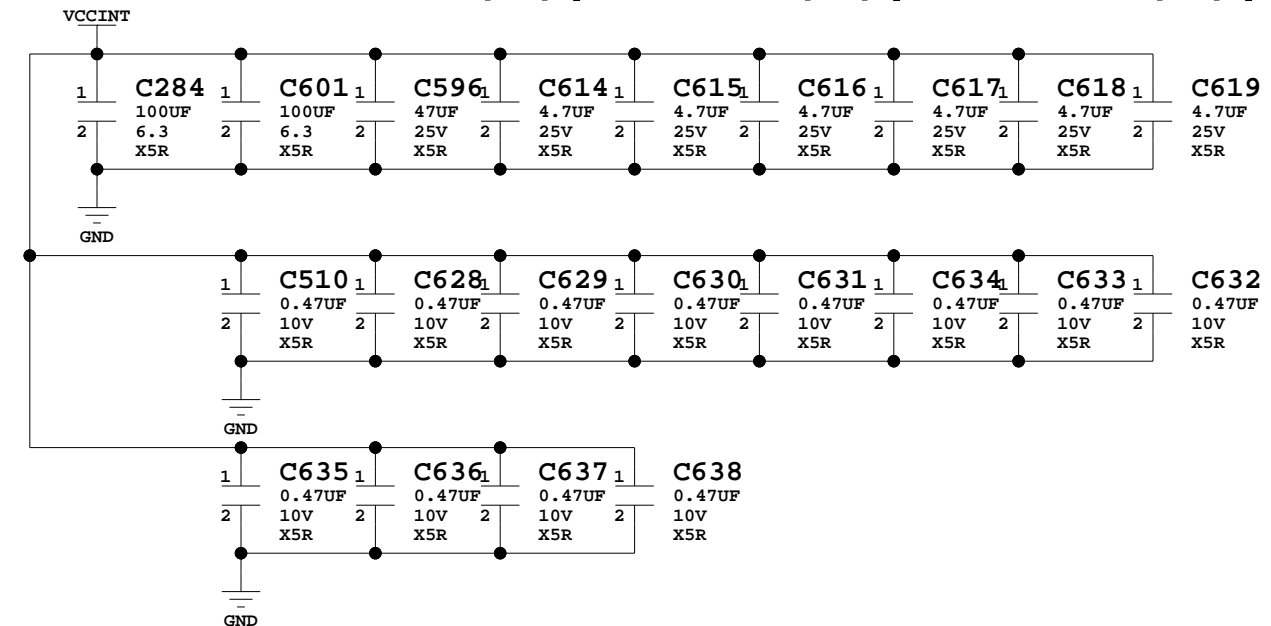 VCCINT
1 C284 1 C601 1 C596 1 C614 1 C615 1 C616 1 C617 1 C618 1 C619
100UF 100UF 47UF 4.7UF 4.7UF 4.7UF 4.7UF 4.7UF 4.7UF
2 6.3 2 6.3 2 25V 2 25V 2 25V 2 25V 2 25V 2 25V 2 25V
X5R X5R X5R X5R X5R X5R X5R X5R X5R
GND
1 C510 1 C628 1 C629 1 C630 1 C631 1 C634 1 C633 1 C632
0.47UF 0.47UF 0.47UF 0.47UF 0.47UF 0.47UF 0.47UF 0.47UF
2 10V 2 10V 2 10V 2 10V 2 10V 2 10V 2 10V 2 10V
X5R X5R X5R X5R X5R X5R X5R X5R
GND
1 C635 1 C636 1 C637 1 C638
0.47UF 0.47UF 0.47UF 0.47UF
2 10V 2 10V 2 10V 2 10V
X5R X5R X5R X5R
GND